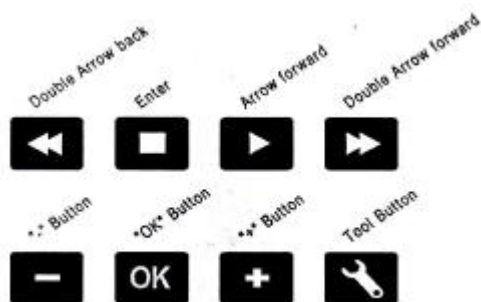 Double Arrow back
Enter
Arrow forward
Double Arrow forward
"-" Button
"OK" Button
"+" Button
Tool Button
OK